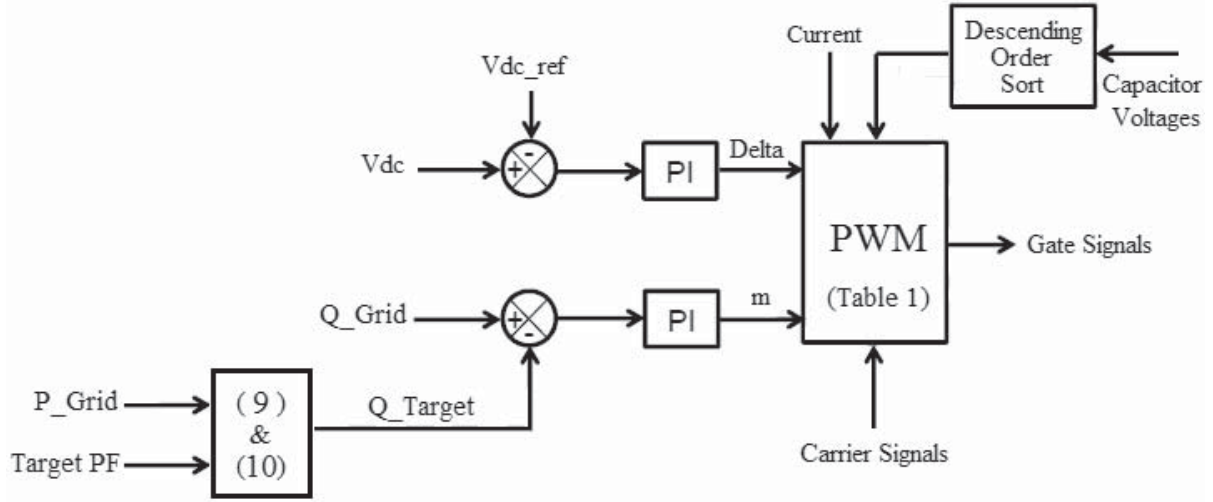 Descending
Order
Sort
Current
Capacitor
Voltages
Vdc_ref
-
Vdc
+
PI
Delta
PWM
(Table 1)
Gate Signals
Q_Grid
+
-
PI
m
P_Grid
Target PF
( 9 )
&
(10)
Q_Target
Carrier Signals